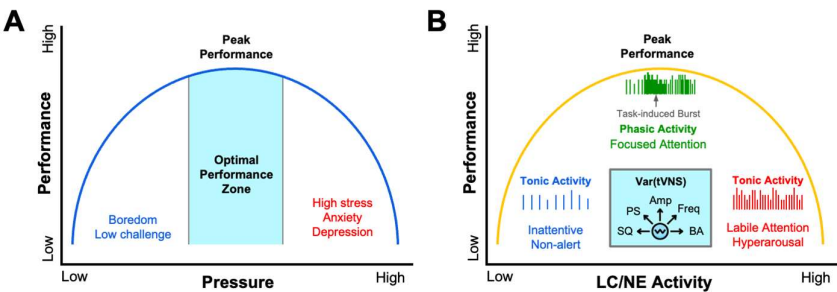 A
High
Performance
Low
Peak
Performance
Optimal
Performance
Zone
Boredom
Low challenge
High stress
Anxiety
Depression
Low
Pressure
High
B
High
Performance
Low
Peak
Performance
Task-induced Burst
Phasic Activity
Focused Attention
Tonic Activity
Inattentive
Non-alert
Var(tVNS)
Amp
PS
Freq
SQ
BA
Tonic Activity
Labile Attention
Hyperarousal
Low
LC/NE Activity
High